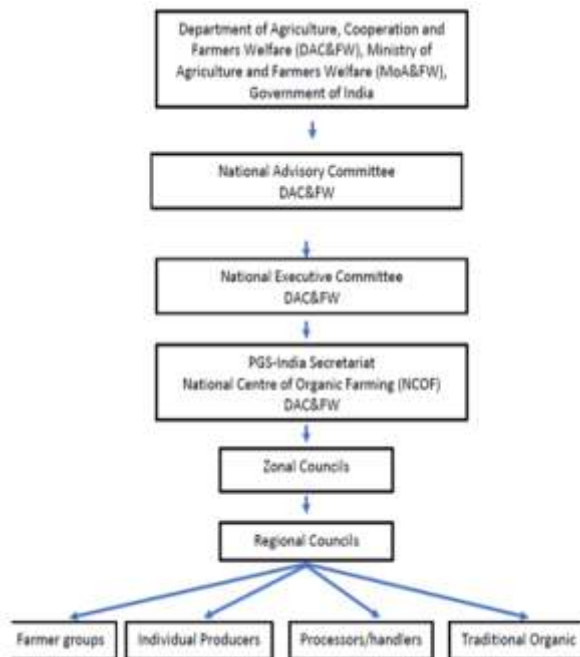 Department of Agriculture, Cooperation and
Farmers Welfare (DAC&FW), Ministry of
Agriculture and Farmers Welfare (MoA&FW),
Government of India
National Advisory Committee
DAC&FW
National Executive Committee
DAC&FW
PGS-India Secretariat
National Centre of Organic Farming (NCOF)
DAC&FW
Zonal Councils
Regional Councils
Farmer groups
Individual Producers
Processors/handlers
Traditional Organic